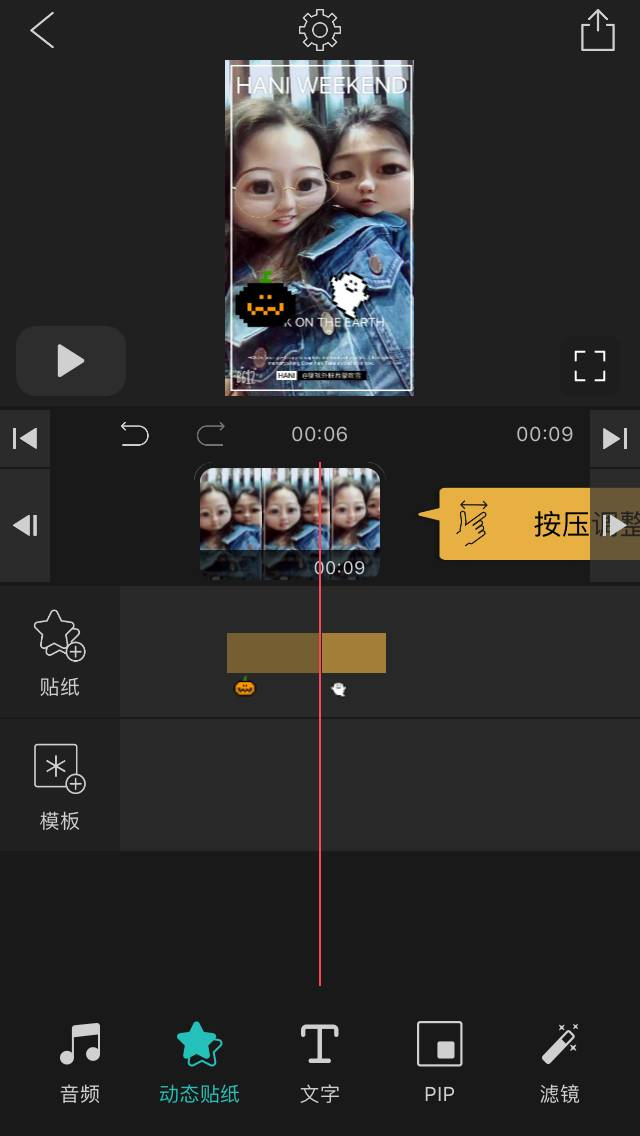 HANI WEEKEND
K ON THE EARTH
HANI
00:06
00:09
按压调整
00:09
贴纸
模板
音频
动态贴纸
文字
PIP
滤镜